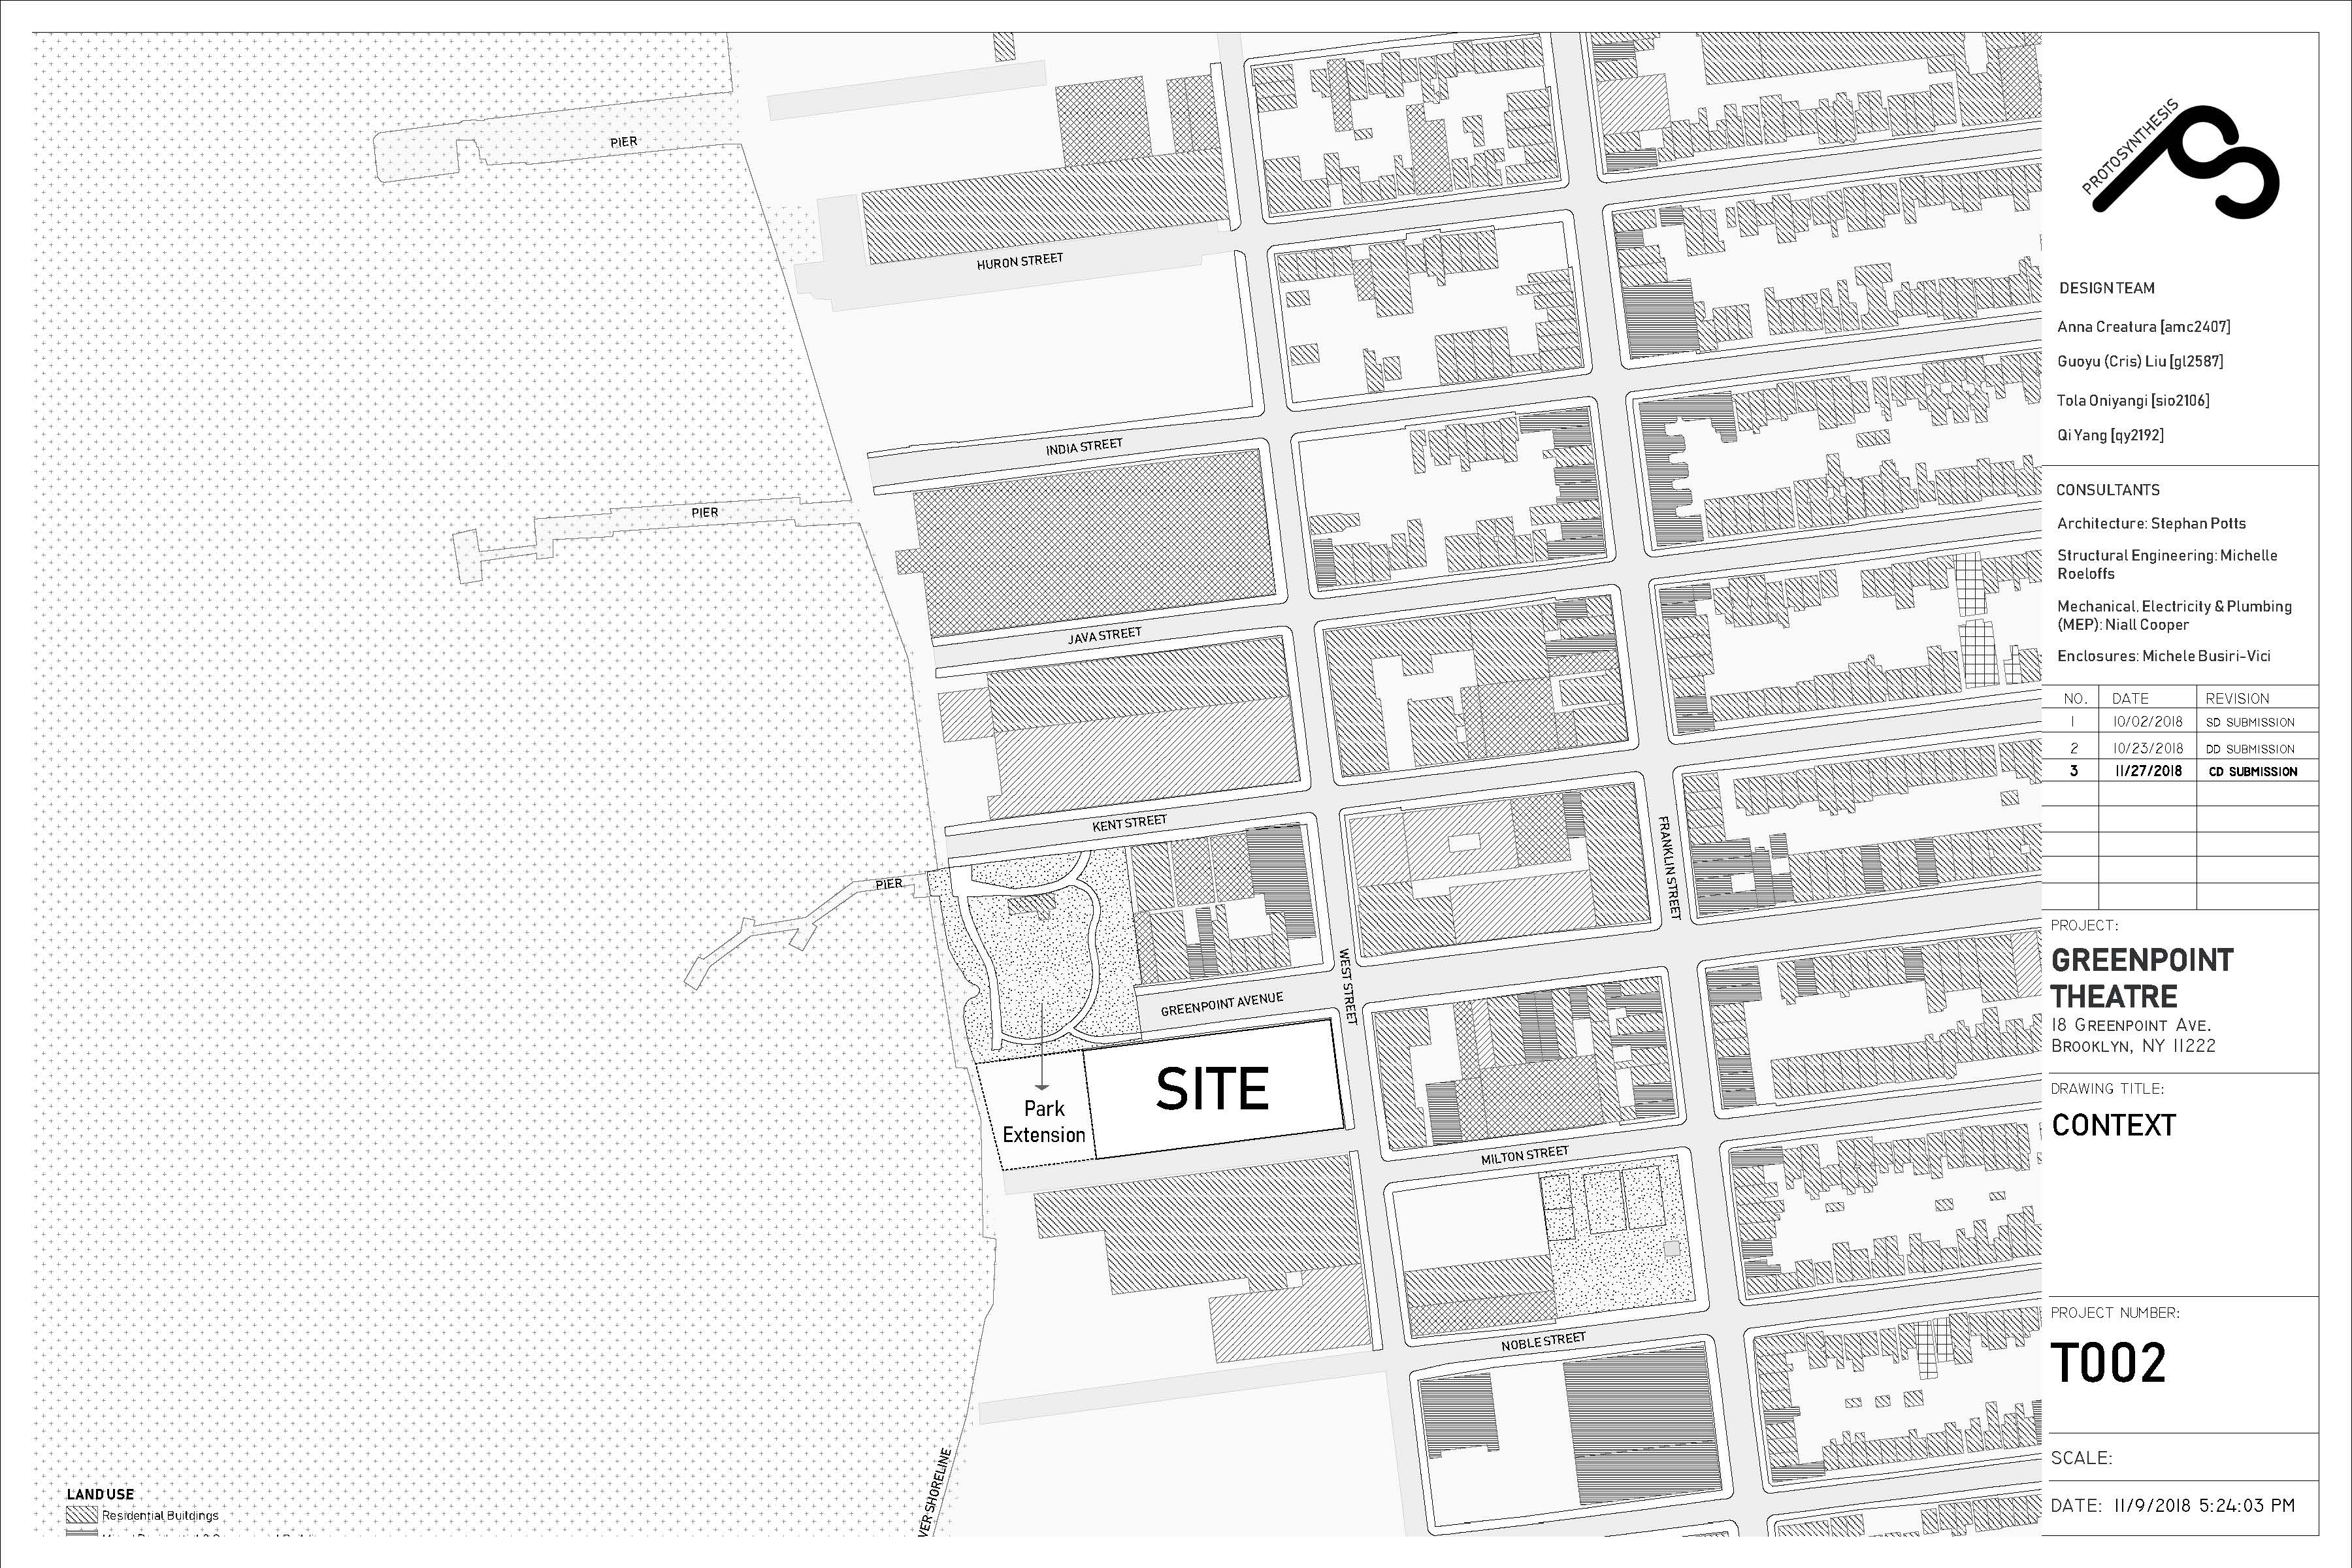 PIER
HURON STREET
INDIA STREET
PIER
JAVA STREET
KENT STREET
FRANKLIN STREET
PIER
WEST STREET
GREENPOINT AVENUE
SITE
Park
Extension
MILTON STREET
NOBLE STREET
SHORELINE
LAND USE
Residential Buildings
PROTOSYNTHESIS
DESIGN TEAM
Anna Creatura [amc2407]
Guoyu (Cris) Liu [gl2587]
Tola Oniyangi [sio2106]
Qi Yang [qy2192]
CONSULTANTS
Architecture: Stephan Potts
Structural Engineering: Michelle
Roeloffs
Mechanical, Electricity & Plumbing
(MEP): Niall Cooper
Enclosures: Michele Busiri-Vici
NO. DATE REVISION
1 10/02/2018 SD SUBMISSION
2 10/23/2018 DD SUBMISSION
3 11/27/2018 CD SUBMISSION
PROJECT:
GREENPOINT
THEATRE
18 GREENPOINT AVE.
BROOKLYN, NY 11222
DRAWING TITLE:
CONTEXT
PROJECT NUMBER:
T002
SCALE:
DATE: 11/9/2018 5:24:03 PM